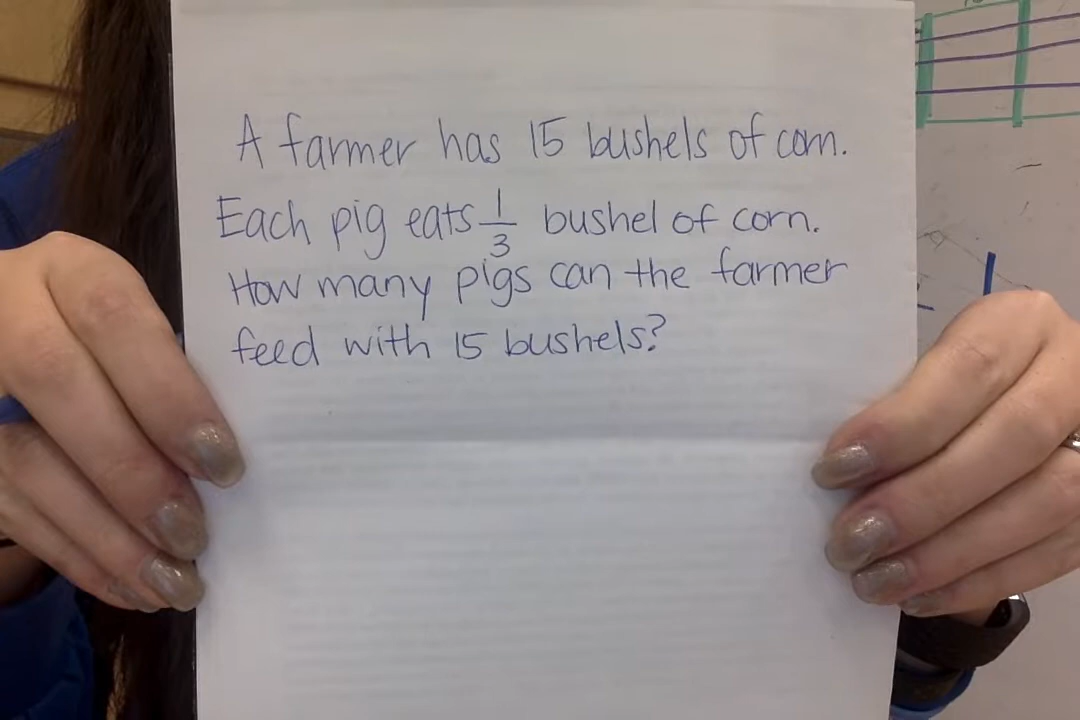 A farmer has 15 bushels of corn.
Each pig eats 1/3 bushel of corn.
How many pigs can the farmer
feed with 15 bushels?